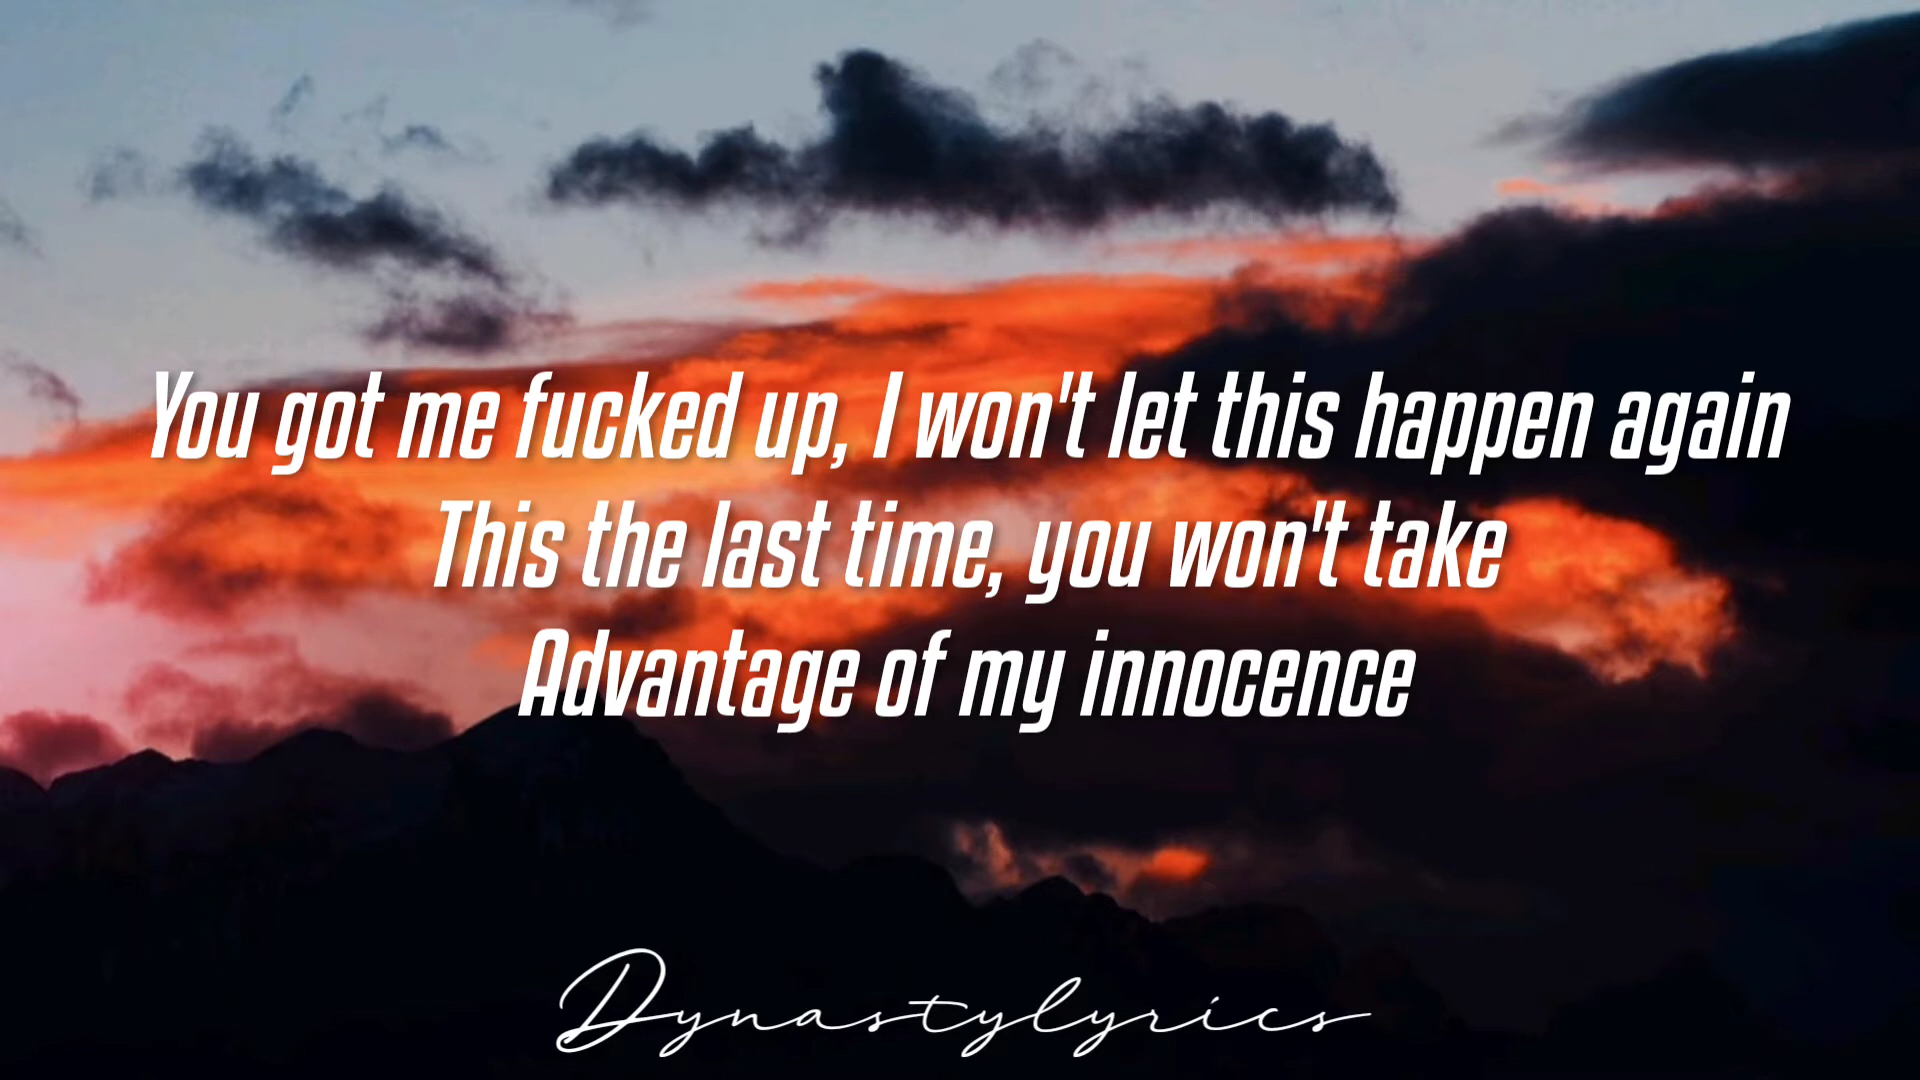 You got me fucked up, I won't let this happen again
This the last time, you won't take
Advantage of my innocence
Dynastylyrics